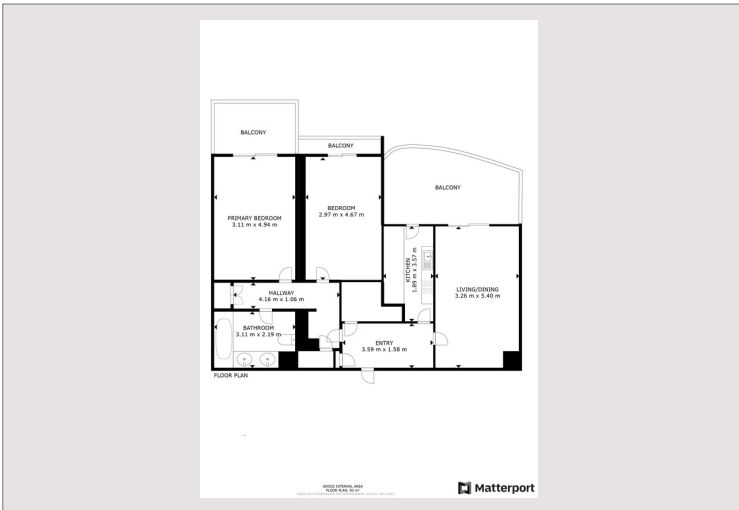 BALCONY
BALCONY
BALCONY
PRIMARY BEDROOM
3.11 m x 4.94 m
BEDROOM
2.97 m x 4.67 m
KITCHEN
1.89 m x 3.57 m
LIVING/DINING
3.26 m x 5.40 m
HALLWAY
4.16 m x 1.06 m
BATHROOM
3.11 m x 2.19 m
ENTRY
3.59 m x 1.58 m
FLOOR PLAN
GROSS INTERNAL AREA
Matterport